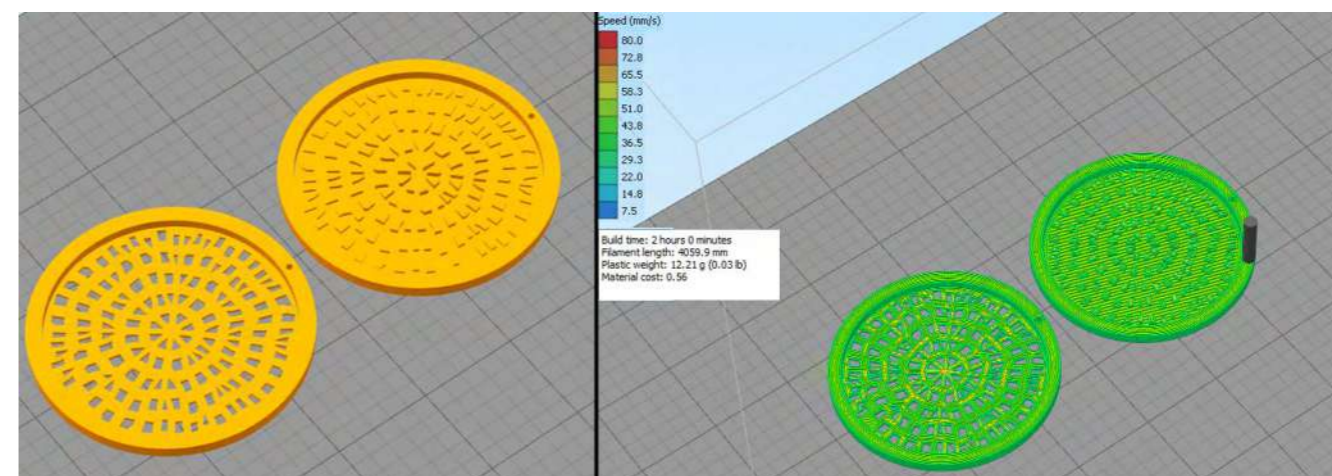 Speed (mm/s)
80.0
72.8
65.5
58.3
51.0
43.8
36.5
29.3
22.0
14.8
7.5
Build time: 2 hours 0 minutes
Filament length: 4059.9 mm
Plastic weight: 12.21 g (0.03 lb)
Material cost: 0.56